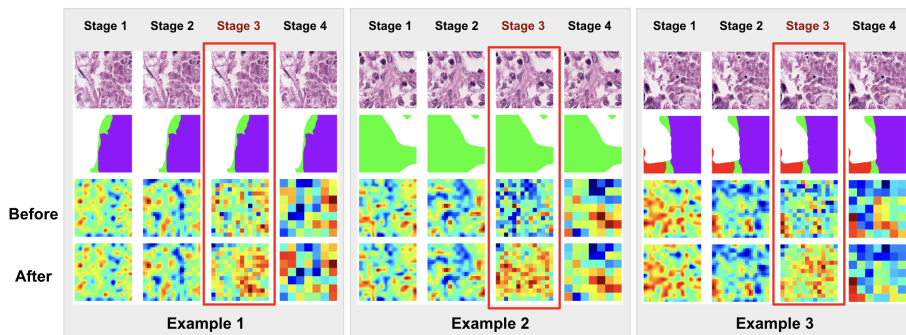 Stage 1 Stage 2 Stage 3 Stage 4 Stage 1 Stage 2 Stage 3 Stage 4 Stage 1 Stage 2 Stage 3 Stage 4
Before
After
Example 1 Example 2 Example 3